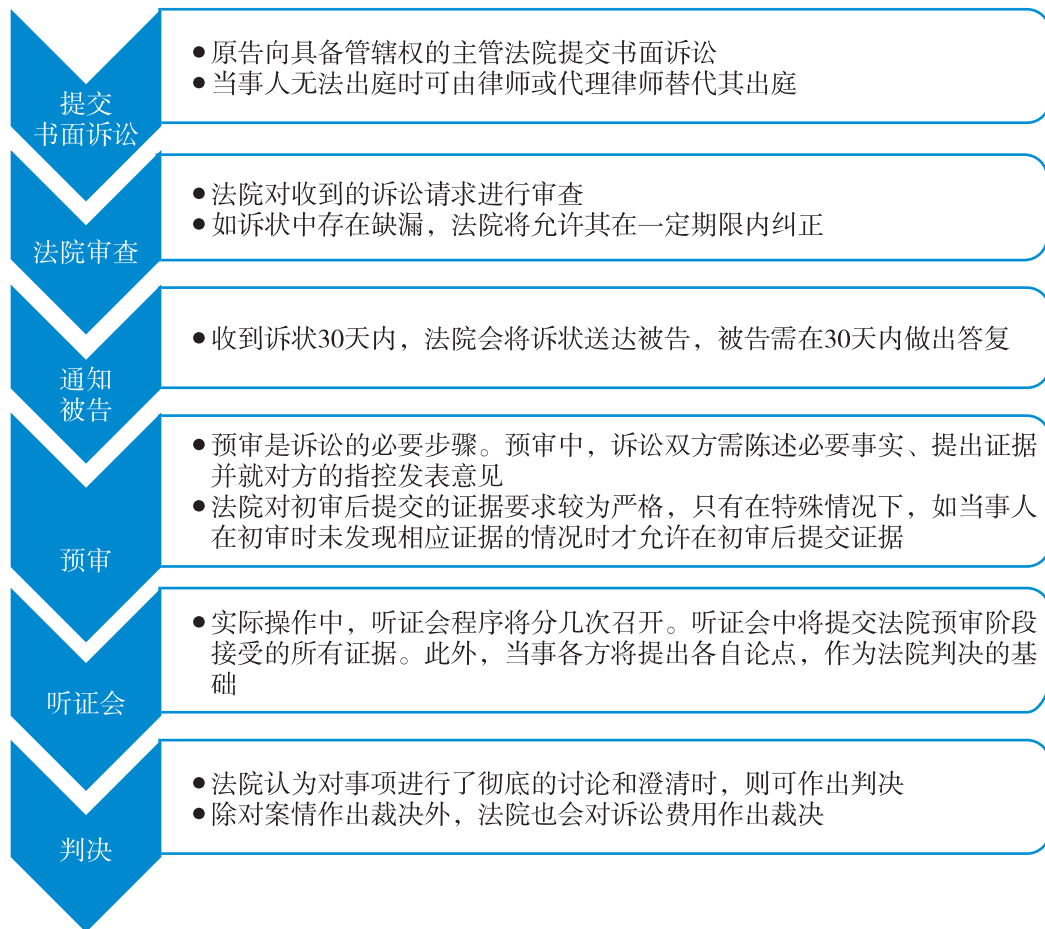 提交
书面诉讼
●原告向具备管辖权的主管法院提交书面诉讼
●当事人无法出庭时可由律师或代理律师替代其出庭
法院审查
●法院对收到的诉讼请求进行审查
●如诉状中存在缺漏，法院将允许其在一定期限内纠正
通知
被告
●收到诉状30天内，法院会将诉状送达被告，被告需在30天内做出答复
预审
●预审是诉讼的必要步骤。预审中，诉讼双方需陈述必要事实、提出证据
并就对方的指控发表意见
●法院对初审后提交的证据要求较为严格，只有在特殊情况下，如当事人
在初审时未发现相应证据的情况时才允许在初审后提交证据
听证会
●实际操作中，听证会程序将分几次召开。听证会中将提交法院预审阶段
接受的所有证据。此外，当事各方将提出各自论点，作为法院判决的基
础
判决
●法院认为对事项进行了彻底的讨论和澄清时，则可作出判决
●除对案情作出裁决外，法院也会对诉讼费用作出裁决